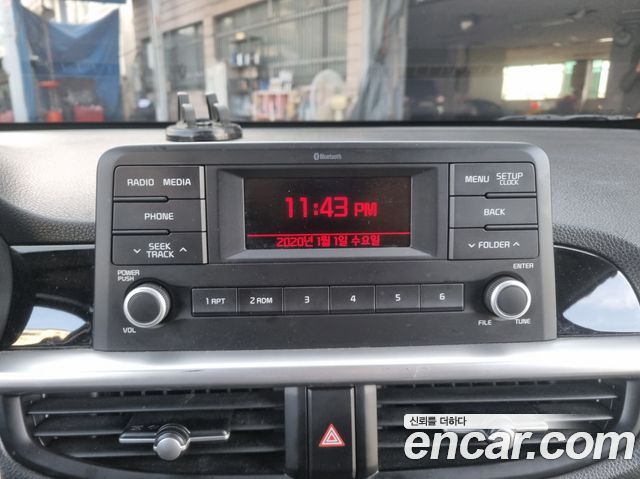 Bluetooth
RADIO MEDIA
MENU SETUP
CLOCK
11:43 PM
PHONE
BACK
2020년 1월 1일 수요일
SEEK
TRACK
FOLDER
POWER
PUSH
ENTER
1 RPT 2 RDM 3 4 5 6
VOL
FILE TUNE
신뢰를 더하다
encar.com